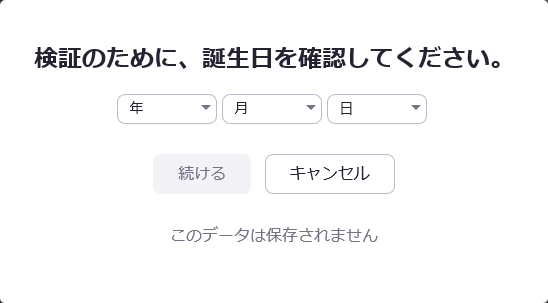 検証のために、誕生日を確認してください。
年 月 日
続ける キャンセル
このデータは保存されません